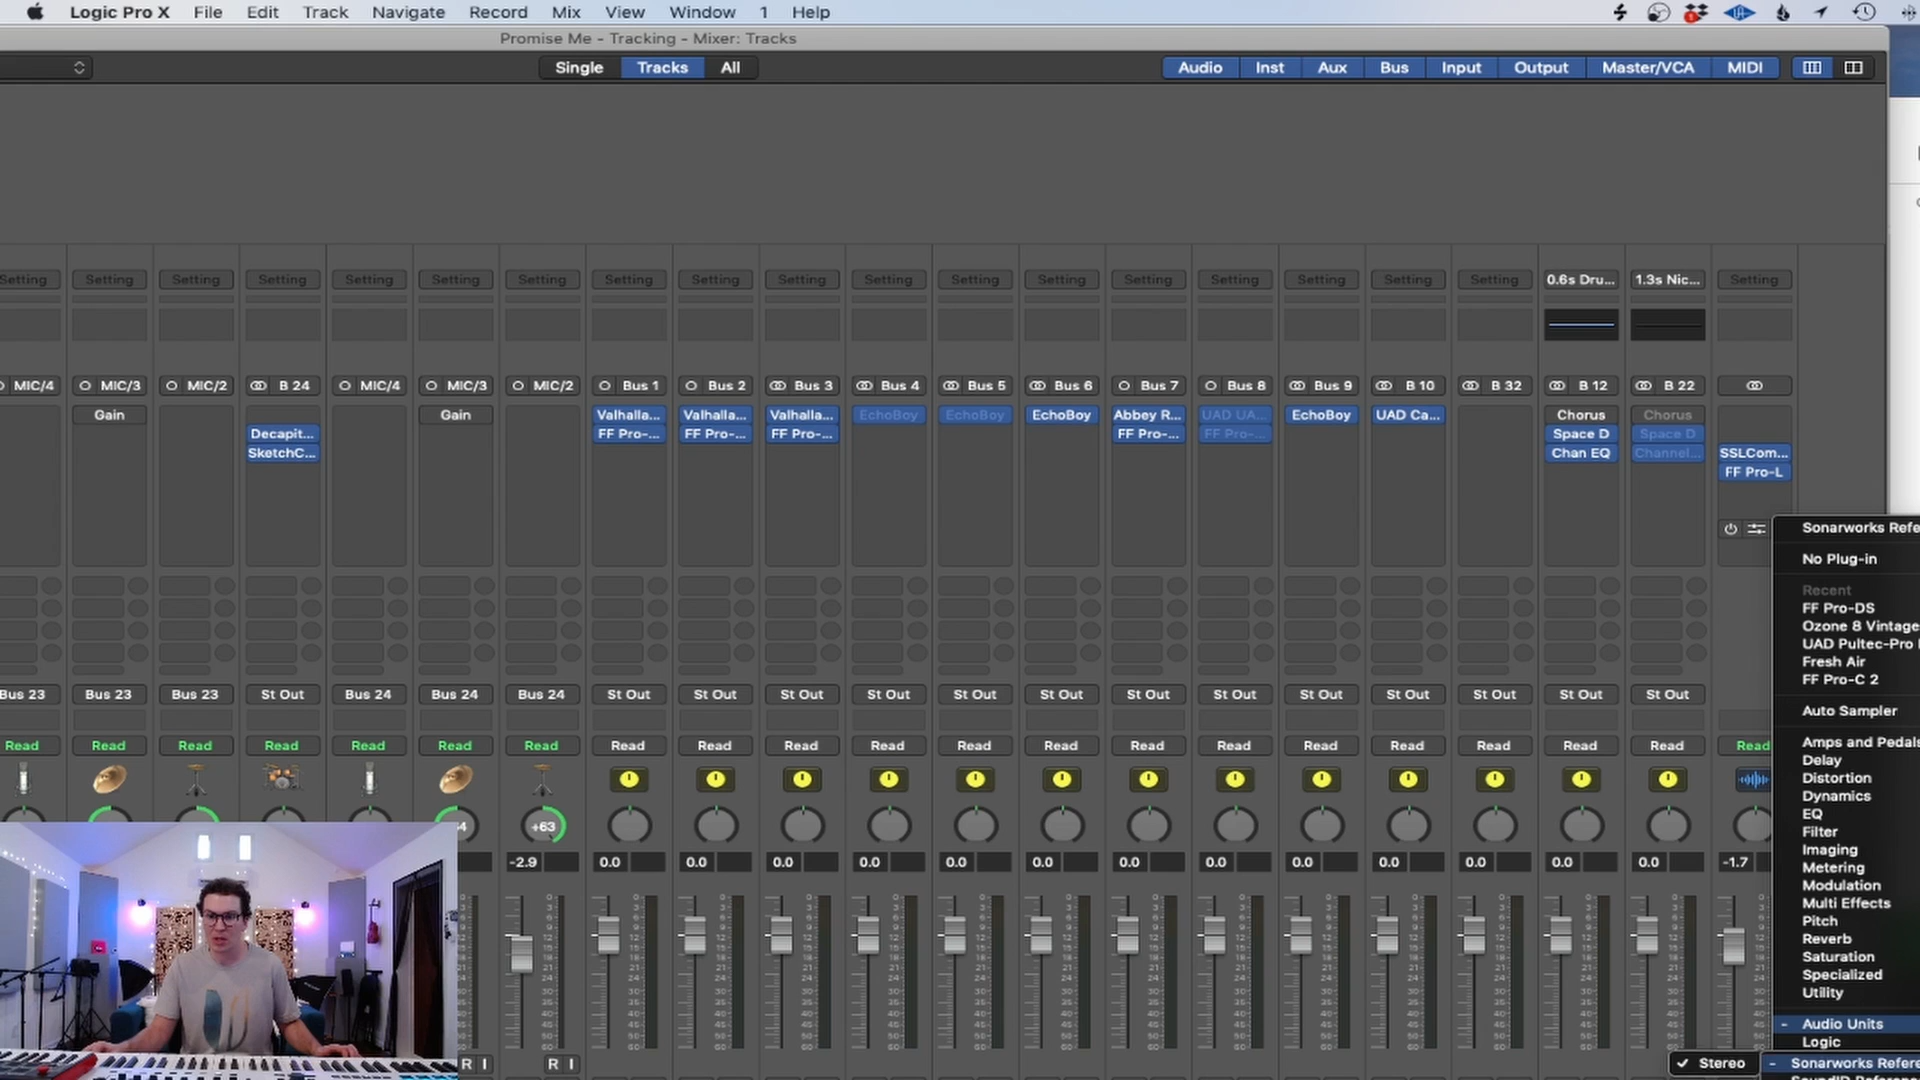 Logic Pro X File Edit Track Navigate Record Mix View Window 1 Help
Promise Me - Tracking - Mixer: Tracks
Single Tracks All Audio Inst Aux Bus Input Output Master/VCA MIDI
Setting Setting Setting Setting Setting Setting Setting Setting Setting Setting Setting Setting Setting Setting Setting Setting Setting Setting 0.6s Dru... 1.3s Nic... Setting
MIC/4 MIC/3 MIC/2 B 24 MIC/4 MIC/3 MIC/2 Bus 1 Bus 2 Bus 3 Bus 4 Bus 5 Bus 6 Bus 7 Bus 8 Bus 9 B 10 B 32 B 12 B 22
Gain Gain Valhalla... Valhalla... Valhalla... EchoBoy EchoBoy EchoBoy Abbey R... UAD UA... EchoBoy UAD Ca... Chorus Chorus
Decapit... FF Pro-... FF Pro-... FF Pro-... FF Pro-... FF Pro-... Space D Space D
SketchC... Chan EQ Channel... SSLCom...
FF Pro-L
Sonarworks Refe
No Plug-in
Recent
FF Pro-DS
Ozone 8 Vintage
UAD Pultec-Pro
Fresh Air
FF Pro-C 2
Bus 23 Bus 23 Bus 23 St Out Bus 24 Bus 24 Bus 24 St Out St Out St Out St Out St Out St Out St Out St Out St Out St Out St Out St Out St Out
Auto Sampler
Read Read Read Read Read Read Read Read Read Read Read Read Read Read Read Read Read Read Read Read Read
Amps and Pedals
Delay
Distortion
Dynamics
EQ
Filter
Imaging
Metering
Modulation
Multi Effects
Pitch
Reverb
Saturation
Specialized
Utility
+63
-2.9 0.0 0.0 0.0 0.0 0.0 0.0 0.0 0.0 0.0 0.0 0.0 0.0 0.0 -1.7
- Audio Units
Logic
R I R I ✓ Stereo - Sonarworks Refere